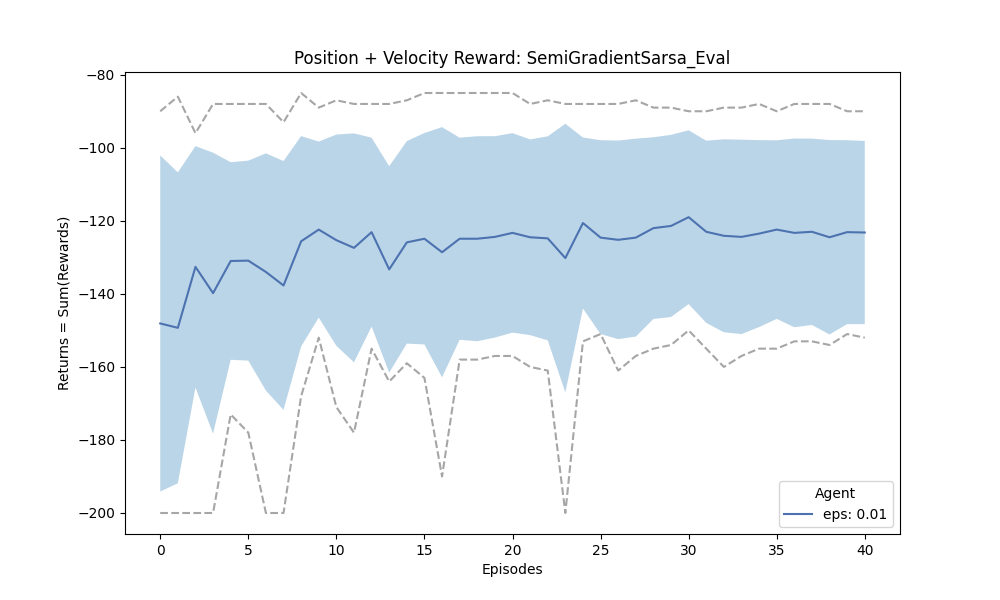 Position + Velocity Reward: SemiGradientSarsa_Eval
Returns = Sum(Rewards)
−80
−100
−120
−140
−160
−180
−200
0 5 10 15 20 25 30 35 40
Episodes
Agent
eps: 0.01